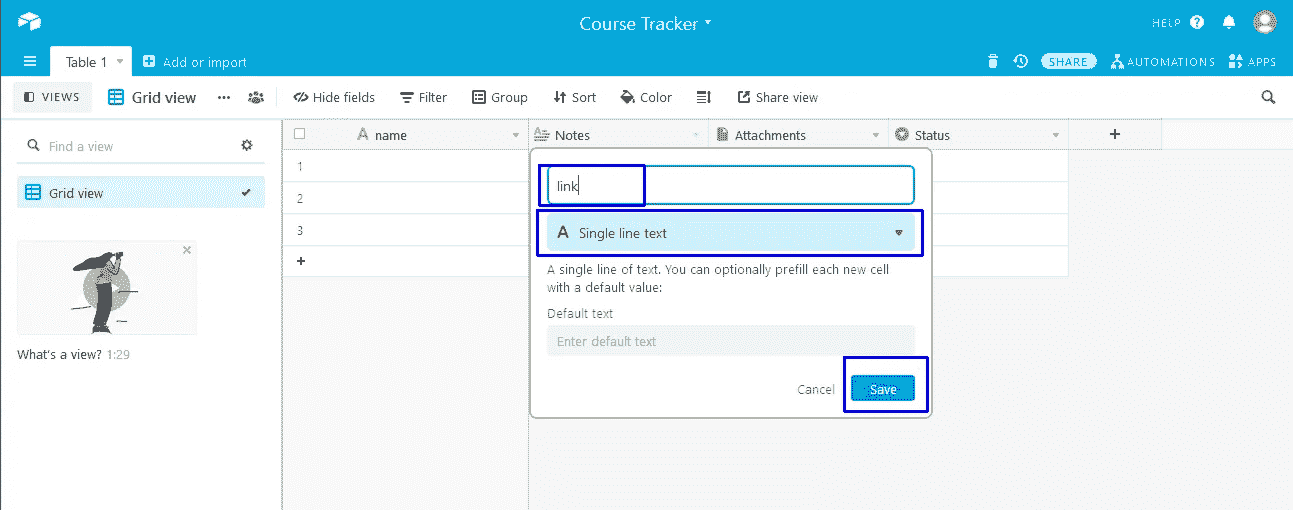 Course Tracker
HELP
Table 1
Add or import
SHARE
AUTOMATIONS
APPS
VIEWS
Grid view
Hide fields
Filter
Group
Sort
Color
Share view
Find a view
Grid view
What's a view? 1:29
A name
Notes
Attachments
Status
1
2
3
link
A Single line text
A single line of text. You can optionally prefill each new cell
with a default value:
Default text
Enter default text
Cancel
Save